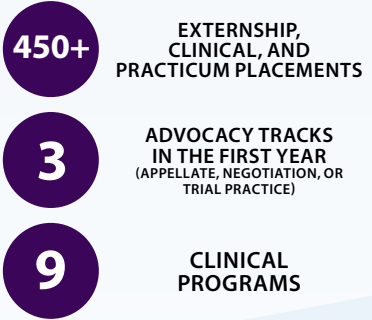 450+
EXTERNSHIP,
CLINICAL, AND
PRACTICUM PLACEMENTS
3
ADVOCACY TRACKS
IN THE FIRST YEAR
(APPELLATE, NEGOTIATION, OR
TRIAL PRACTICE)
9
CLINICAL
PROGRAMS